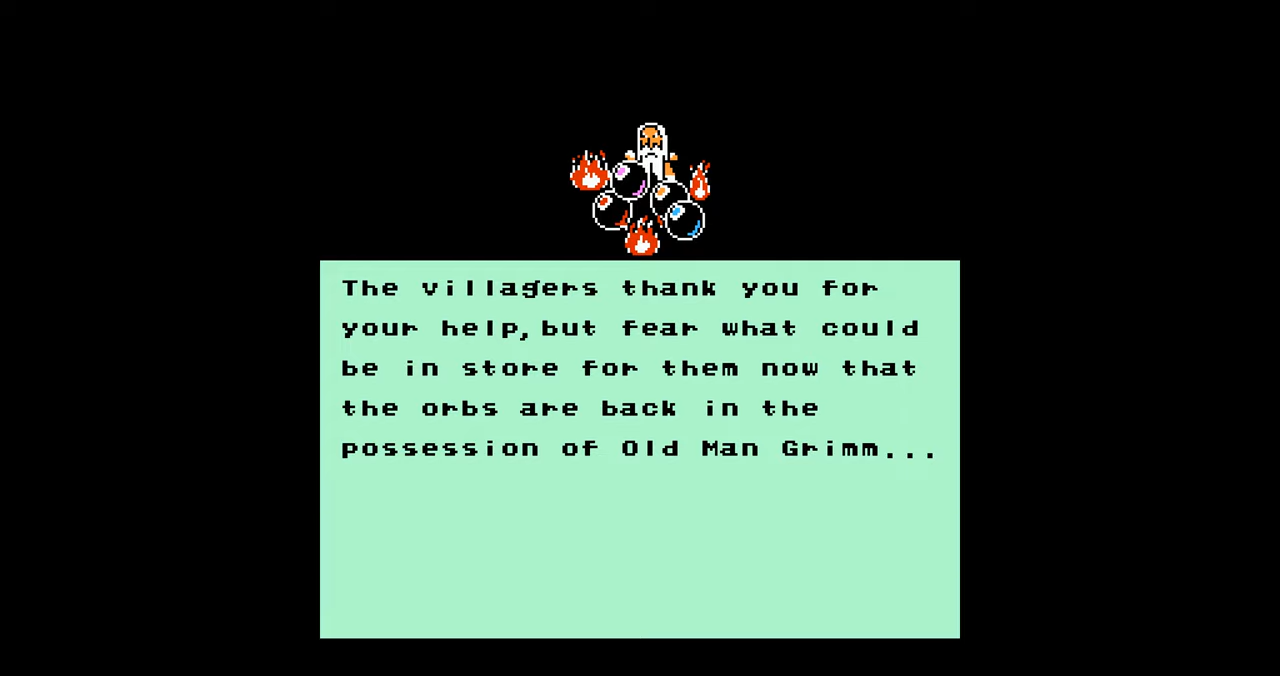 The villagers thank you for
your help,but fear what could
be in store for them now that
the orbs are back in the
possession of Old Man Grimm...